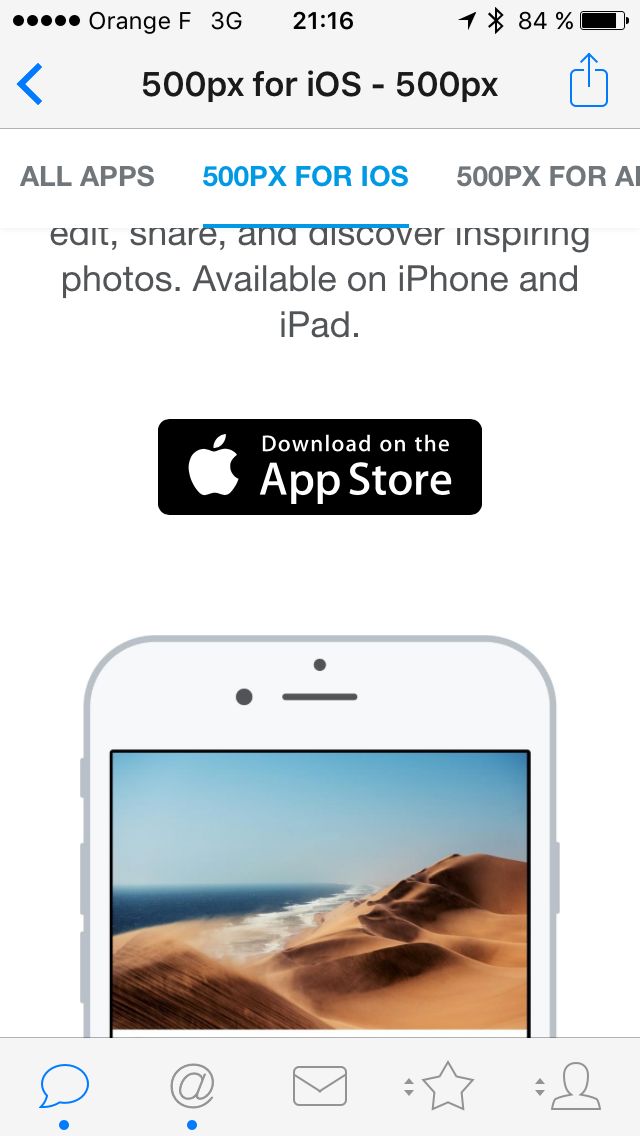 Orange F 3G 21:16 84 %
500px for iOS - 500px
ALL APPS 500PX FOR IOS 500PX FOR A
edit, share, and discover inspiring
photos. Available on iPhone and
iPad.
Download on the
App Store
@